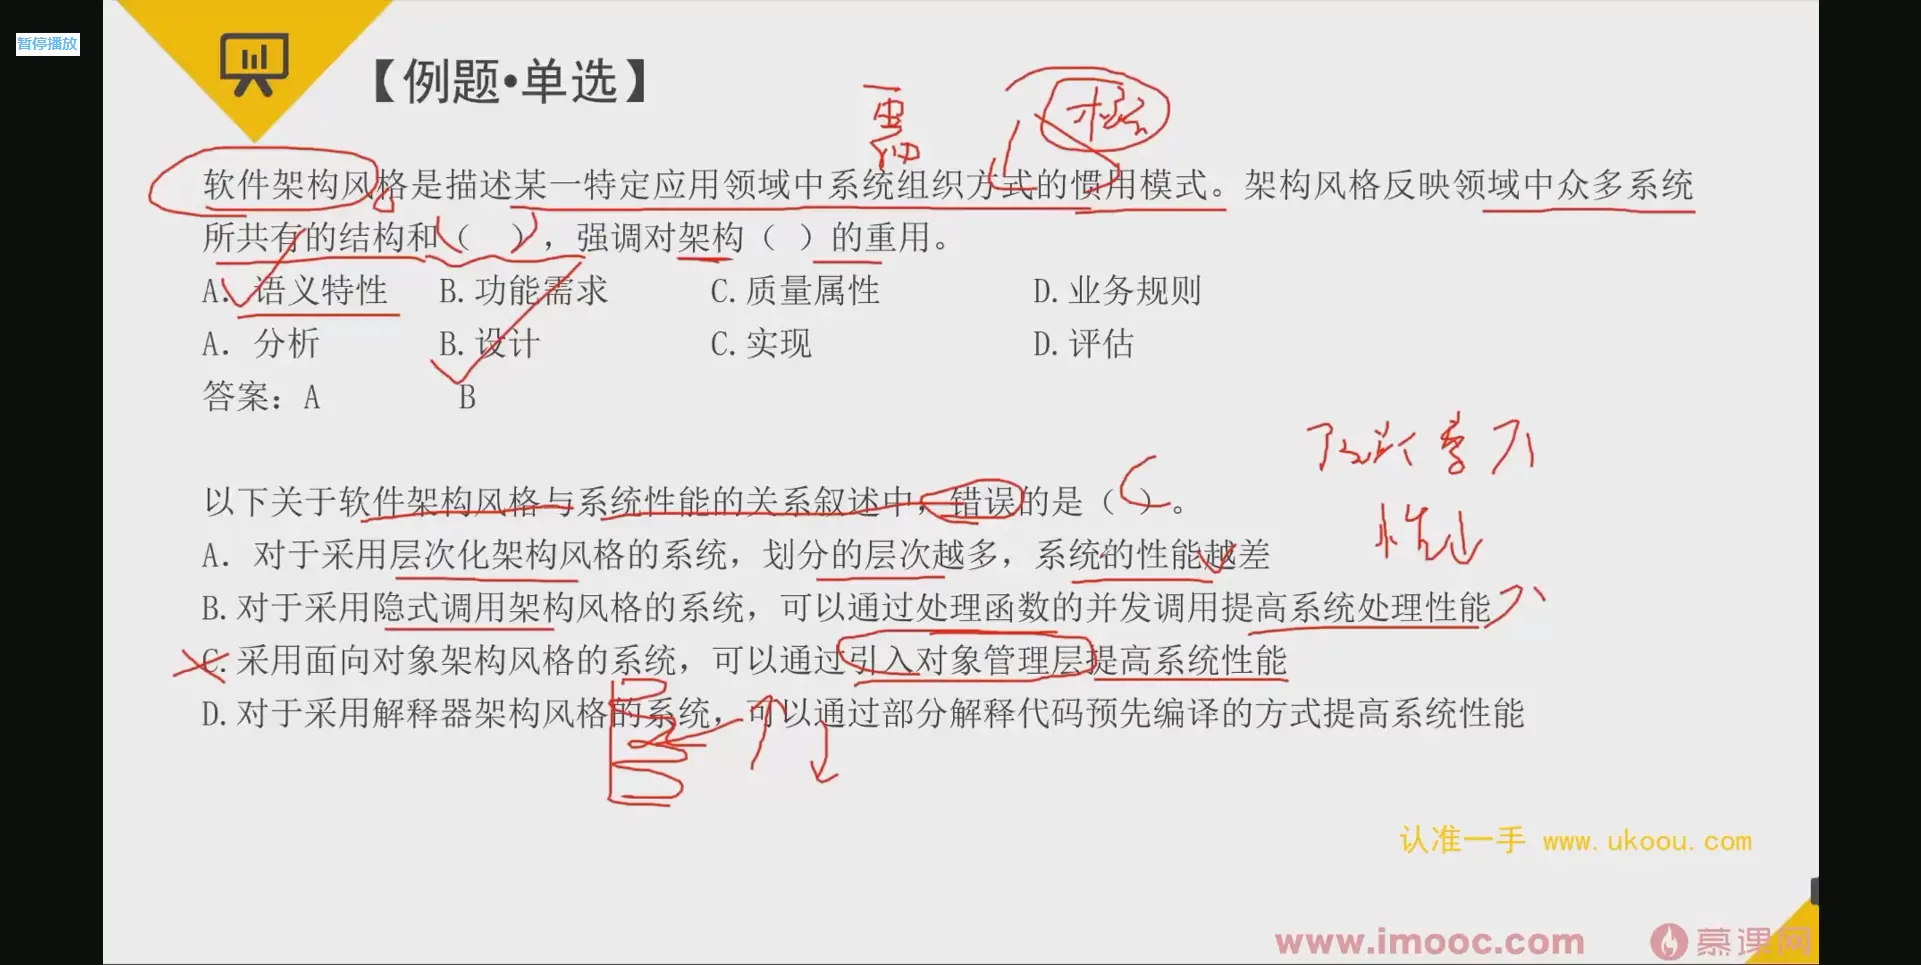 暂停播放
【例题•单选】
软件架构风格是描述某一特定应用领域中系统组织方式的惯用模式。架构风格反映领域中众多系统
所共有的结构和（ ），强调对架构（ ）的重用。
A. 语义特性 B.功能需求 C.质量属性 D.业务规则
A. 分析 B.设计 C.实现 D.评估
答案：A B
以下关于软件架构风格与系统性能的关系叙述中，错误的是（ ）。
A. 对于采用层次化架构风格的系统，划分的层次越多，系统的性能越差
B.对于采用隐式调用架构风格的系统，可以通过处理函数的并发调用提高系统处理性能
C.采用面向对象架构风格的系统，可以通过引入对象管理层提高系统性能
D.对于采用解释器架构风格的系统，可以通过部分解释代码预先编译的方式提高系统性能
认准一手 www.ukoou.com
www.imooc.com 慕课网